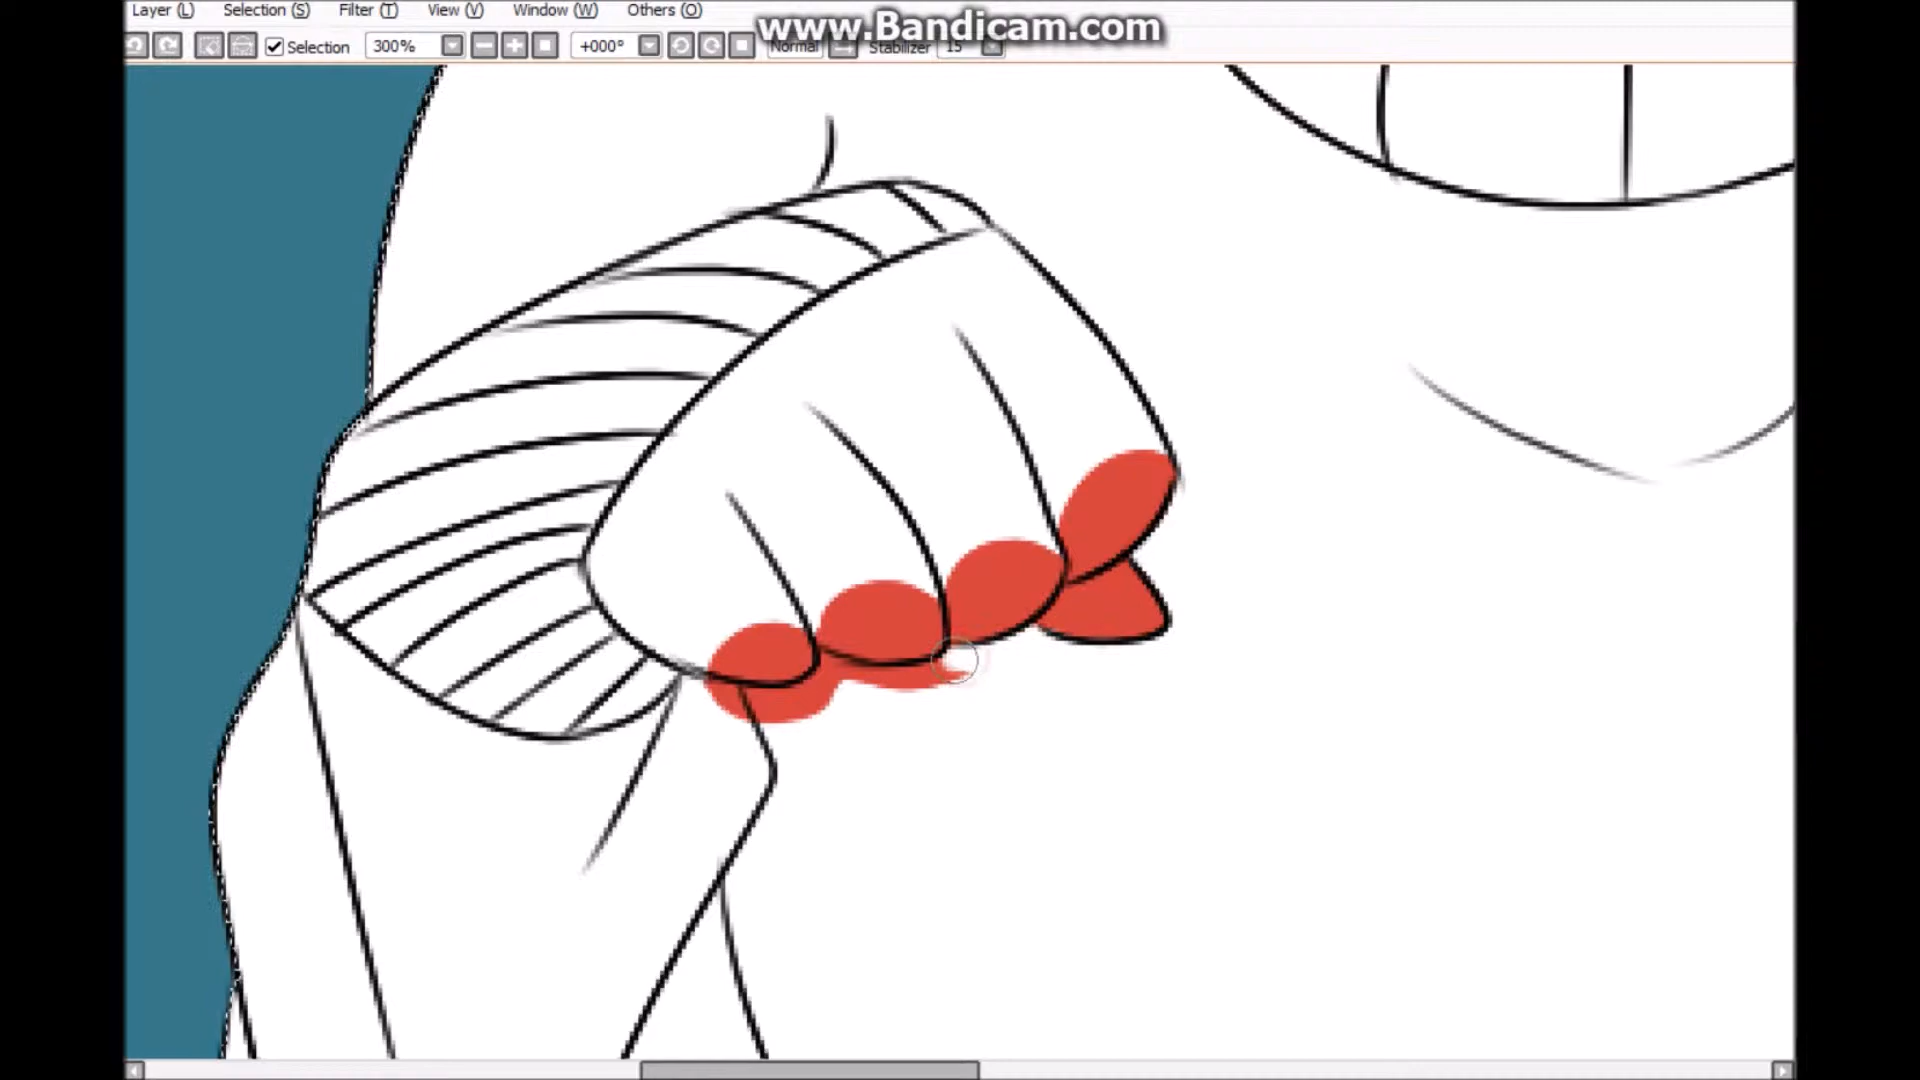 Layer (L) Selection (S) Filter (T) View (V) Window (W) Others (O)
www.Bandicam.com
Selection 300% +000° Normal Stabilizer 15